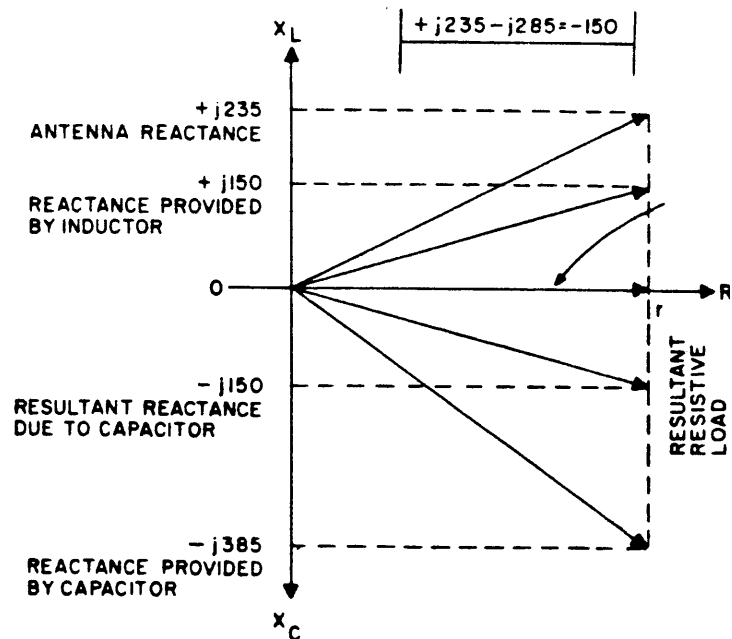 X_L
+j235-j285=-150
+j235
ANTENNA REACTANCE
+j150
REACTANCE PROVIDED
BY INDUCTOR
O
R
r
-j150
RESULTANT REACTANCE
DUE TO CAPACITOR
RESULTANT
RESISTIVE
LOAD
-j385
REACTANCE PROVIDED
BY CAPACITOR
X_C